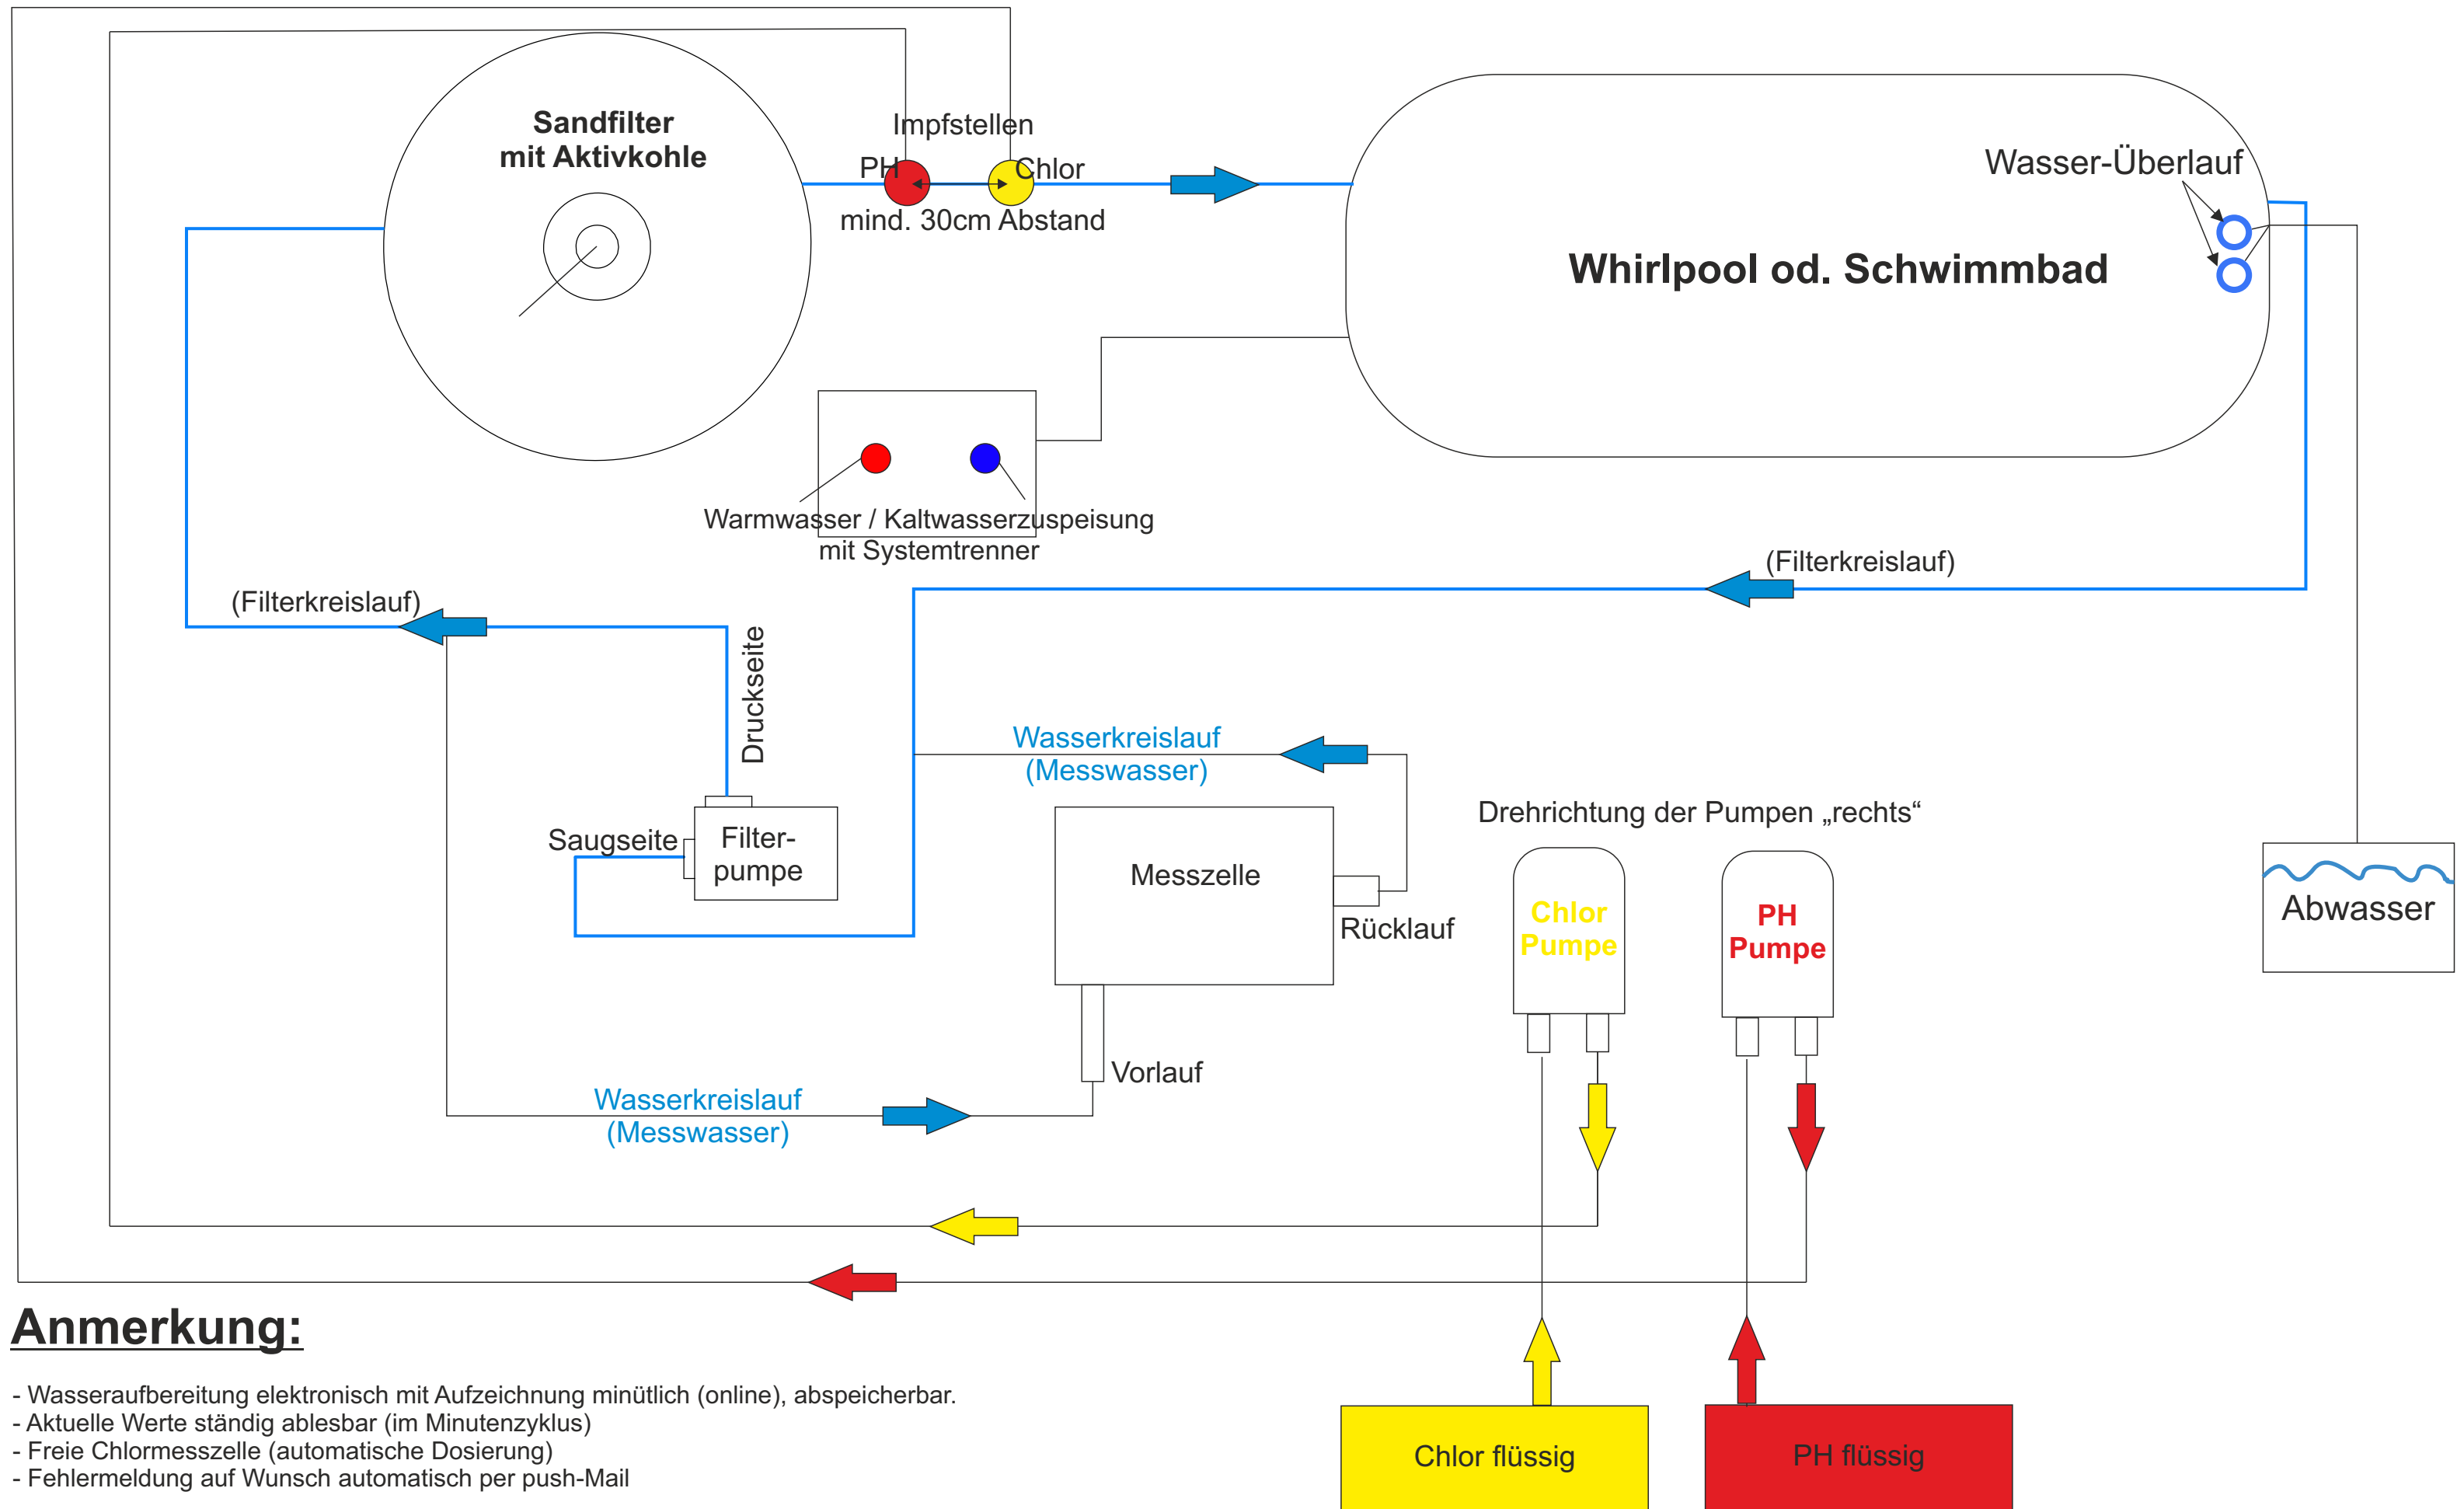 Sandfilter
mit Aktivkohle
Impfstellen
PH
Chlor
mind. 30cm Abstand
Wasser-Überlauf
Whirlpool od. Schwimmbad
Warmwasser / Kaltwasserzuspeisung
mit Systemtrenner
(Filterkreislauf)
(Filterkreislauf)
Druckseite
Wasserkreislauf
(Messwasser)
Saugseite
Filter-
pumpe
Messzelle
Rücklauf
Drehrichtung der Pumpen „rechts“
Chlor
Pumpe
PH
Pumpe
Abwasser
Vorlauf
Wasserkreislauf
(Messwasser)
Anmerkung:
- Wasseraufbereitung elektronisch mit Aufzeichnung minütlich (online), abspeicherbar.
- Aktuelle Werte ständig ablesbar (im Minutenzyklus)
- Freie Chlormesszelle (automatische Dosierung)
- Fehlermeldung auf Wunsch automatisch per push-Mail
Chlor flüssig
PH flüssig